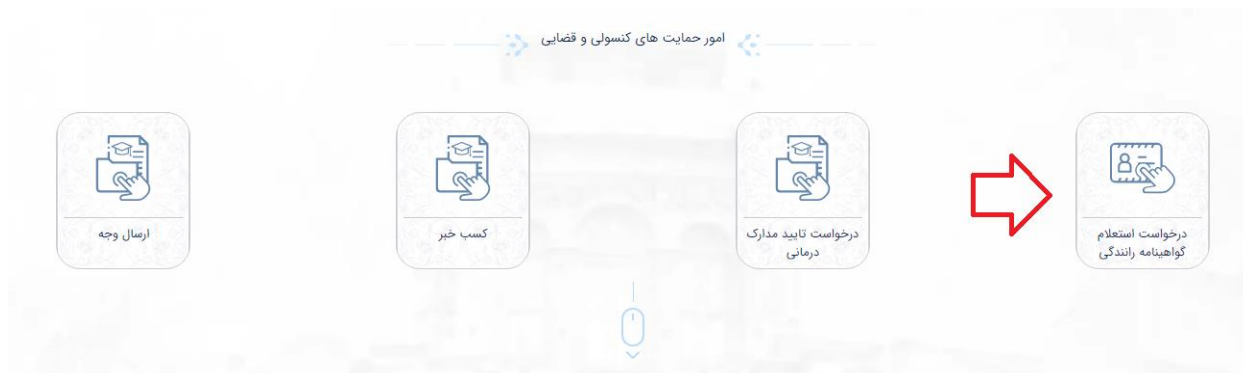 امور حمایت های کنسولی و قضایی
درخواست استعلام
گواهینامه رانندگی
درخواست تایید مدارک
درمانی
کسب خبر
ارسال وجه